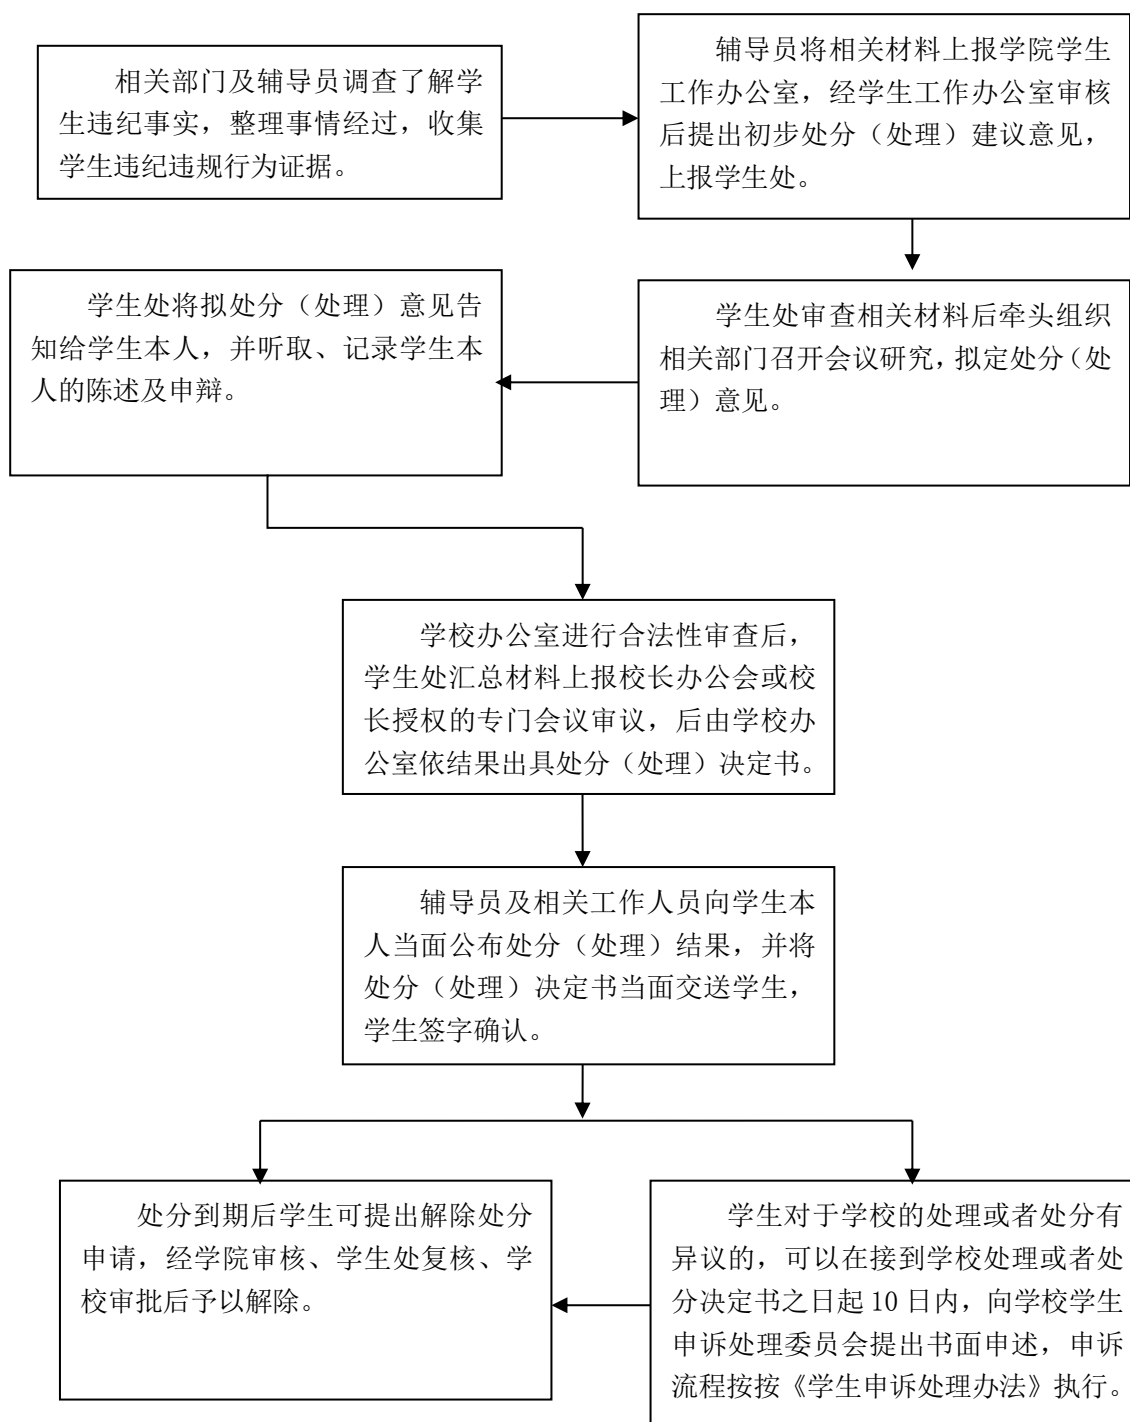 相关部门及辅导员调查了解学
生违纪事实，整理事情经过，收集
学生违纪违规行为证据。
辅导员将相关材料上报学院学生
工作办公室，经学生工作办公室审核
后提出初步处分（处理）建议意见，
上报学生处。
学生处审查相关材料后牵头组织
相关部门召开会议研究，拟定处分（处
理）意见。
学生处将拟处分（处理）意见告
知给学生本人，并听取、记录学生本
人的陈述及申辩。
学校办公室进行合法性审查后，
学生处汇总材料上报校长办公会或校
长授权的专门会议审议，后由学校办
公室依结果出具处分（处理）决定书。
辅导员及相关工作人员向学生本
人当面公布处分（处理）结果，并将
处分（处理）决定书当面交送学生，
学生签字确认。
处分到期后学生可提出解除处分
申请，经学院审核、学生处复核、学
校审批后予以解除。
学生对于学校的处理或者处分有
异议的，可以在接到学校处理或者处
分决定书之日起 10 日内，向学校学生
申诉处理委员会提出书面申述，申诉
流程按按《学生申诉处理办法》执行。